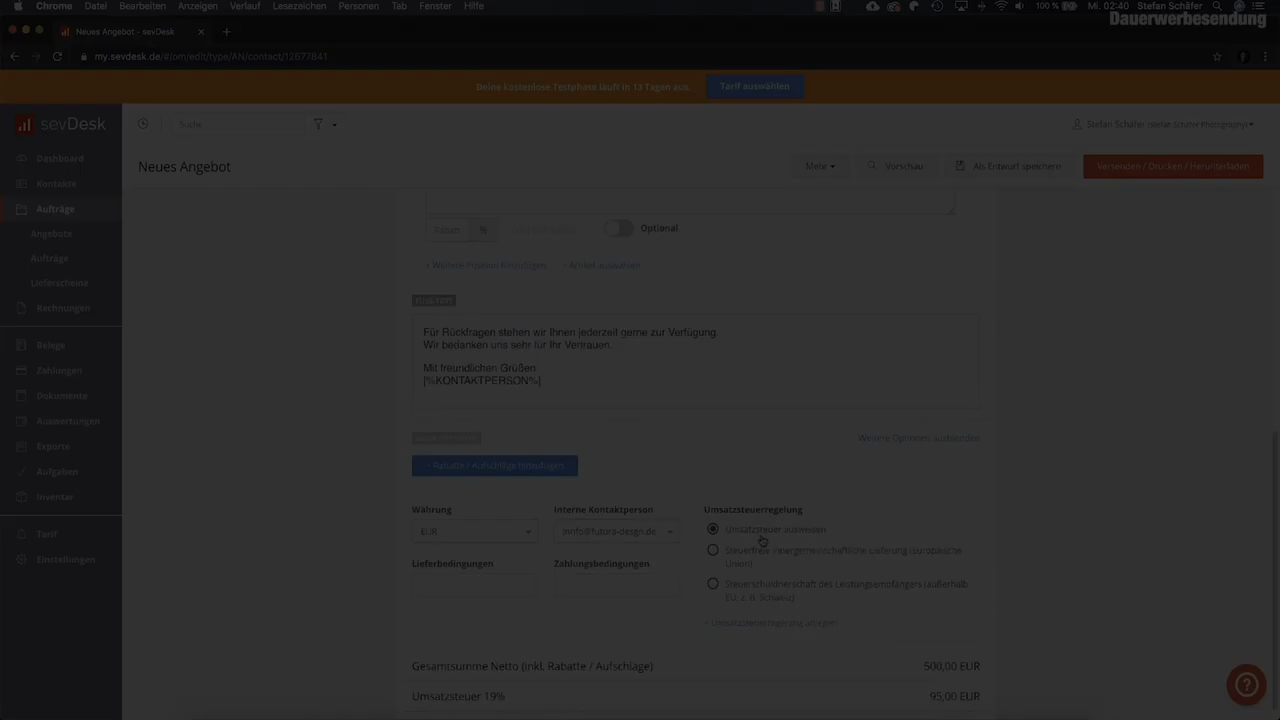 Chrome Datei Bearbeiten Anzeigen Verlauf Lesezeichen Personen Tab Fenster Hilfe 100 % Mi. 02:40 Stefan Schäfer
Dauerwerbesendung
Neues Angebot - sevDesk
my.sevdesk.de/#/om/edit/type/AN/contact/12677841
Deine kostenlose Testphase läuft in 13 Tagen aus. Tarif auswählen
sevDesk
Suche
Stefan Schäfer (Stefan Schäfer Photography)
Dashboard
Neues Angebot
Mehr
Vorschau
Als Entwurf speichern
Versenden / Drucken / Herunterladen
Kontakte
Aufträge
Angebote
Aufträge
Lieferscheine
Rechnungen
Belege
Zahlungen
Dokumente
Auswertungen
Exporte
Aufgaben
Inventar
Tarif
Einstellungen
Rabatt % Optional
+ Weitere Position hinzufügen + Artikel auswählen
Für Rückfragen stehen wir Ihnen jederzeit gerne zur Verfügung.
Wir bedanken uns sehr für Ihr Vertrauen.
Mit freundlichen Grüßen
[%KONTAKTPERSON%]
Weitere Optionen ausblenden
+ Rabatte / Aufschläge hinzufügen
Währung
EUR
Interne Kontaktperson
Umsatzsteuerregelung
Umsatzsteuer ausweisen
Steuerfreie innergemeinschaftliche Lieferung (Europäische
Union)
Steuerschuldnerschaft des Leistungsempfängers (außerhalb
EU, z. B. Schweiz)
+ Umsatzsteuerregelung anlegen
Lieferbedingungen
Zahlungsbedingungen
Gesamtsumme Netto (inkl. Rabatte / Aufschläge) 500,00 EUR
Umsatzsteuer 19% 95,00 EUR